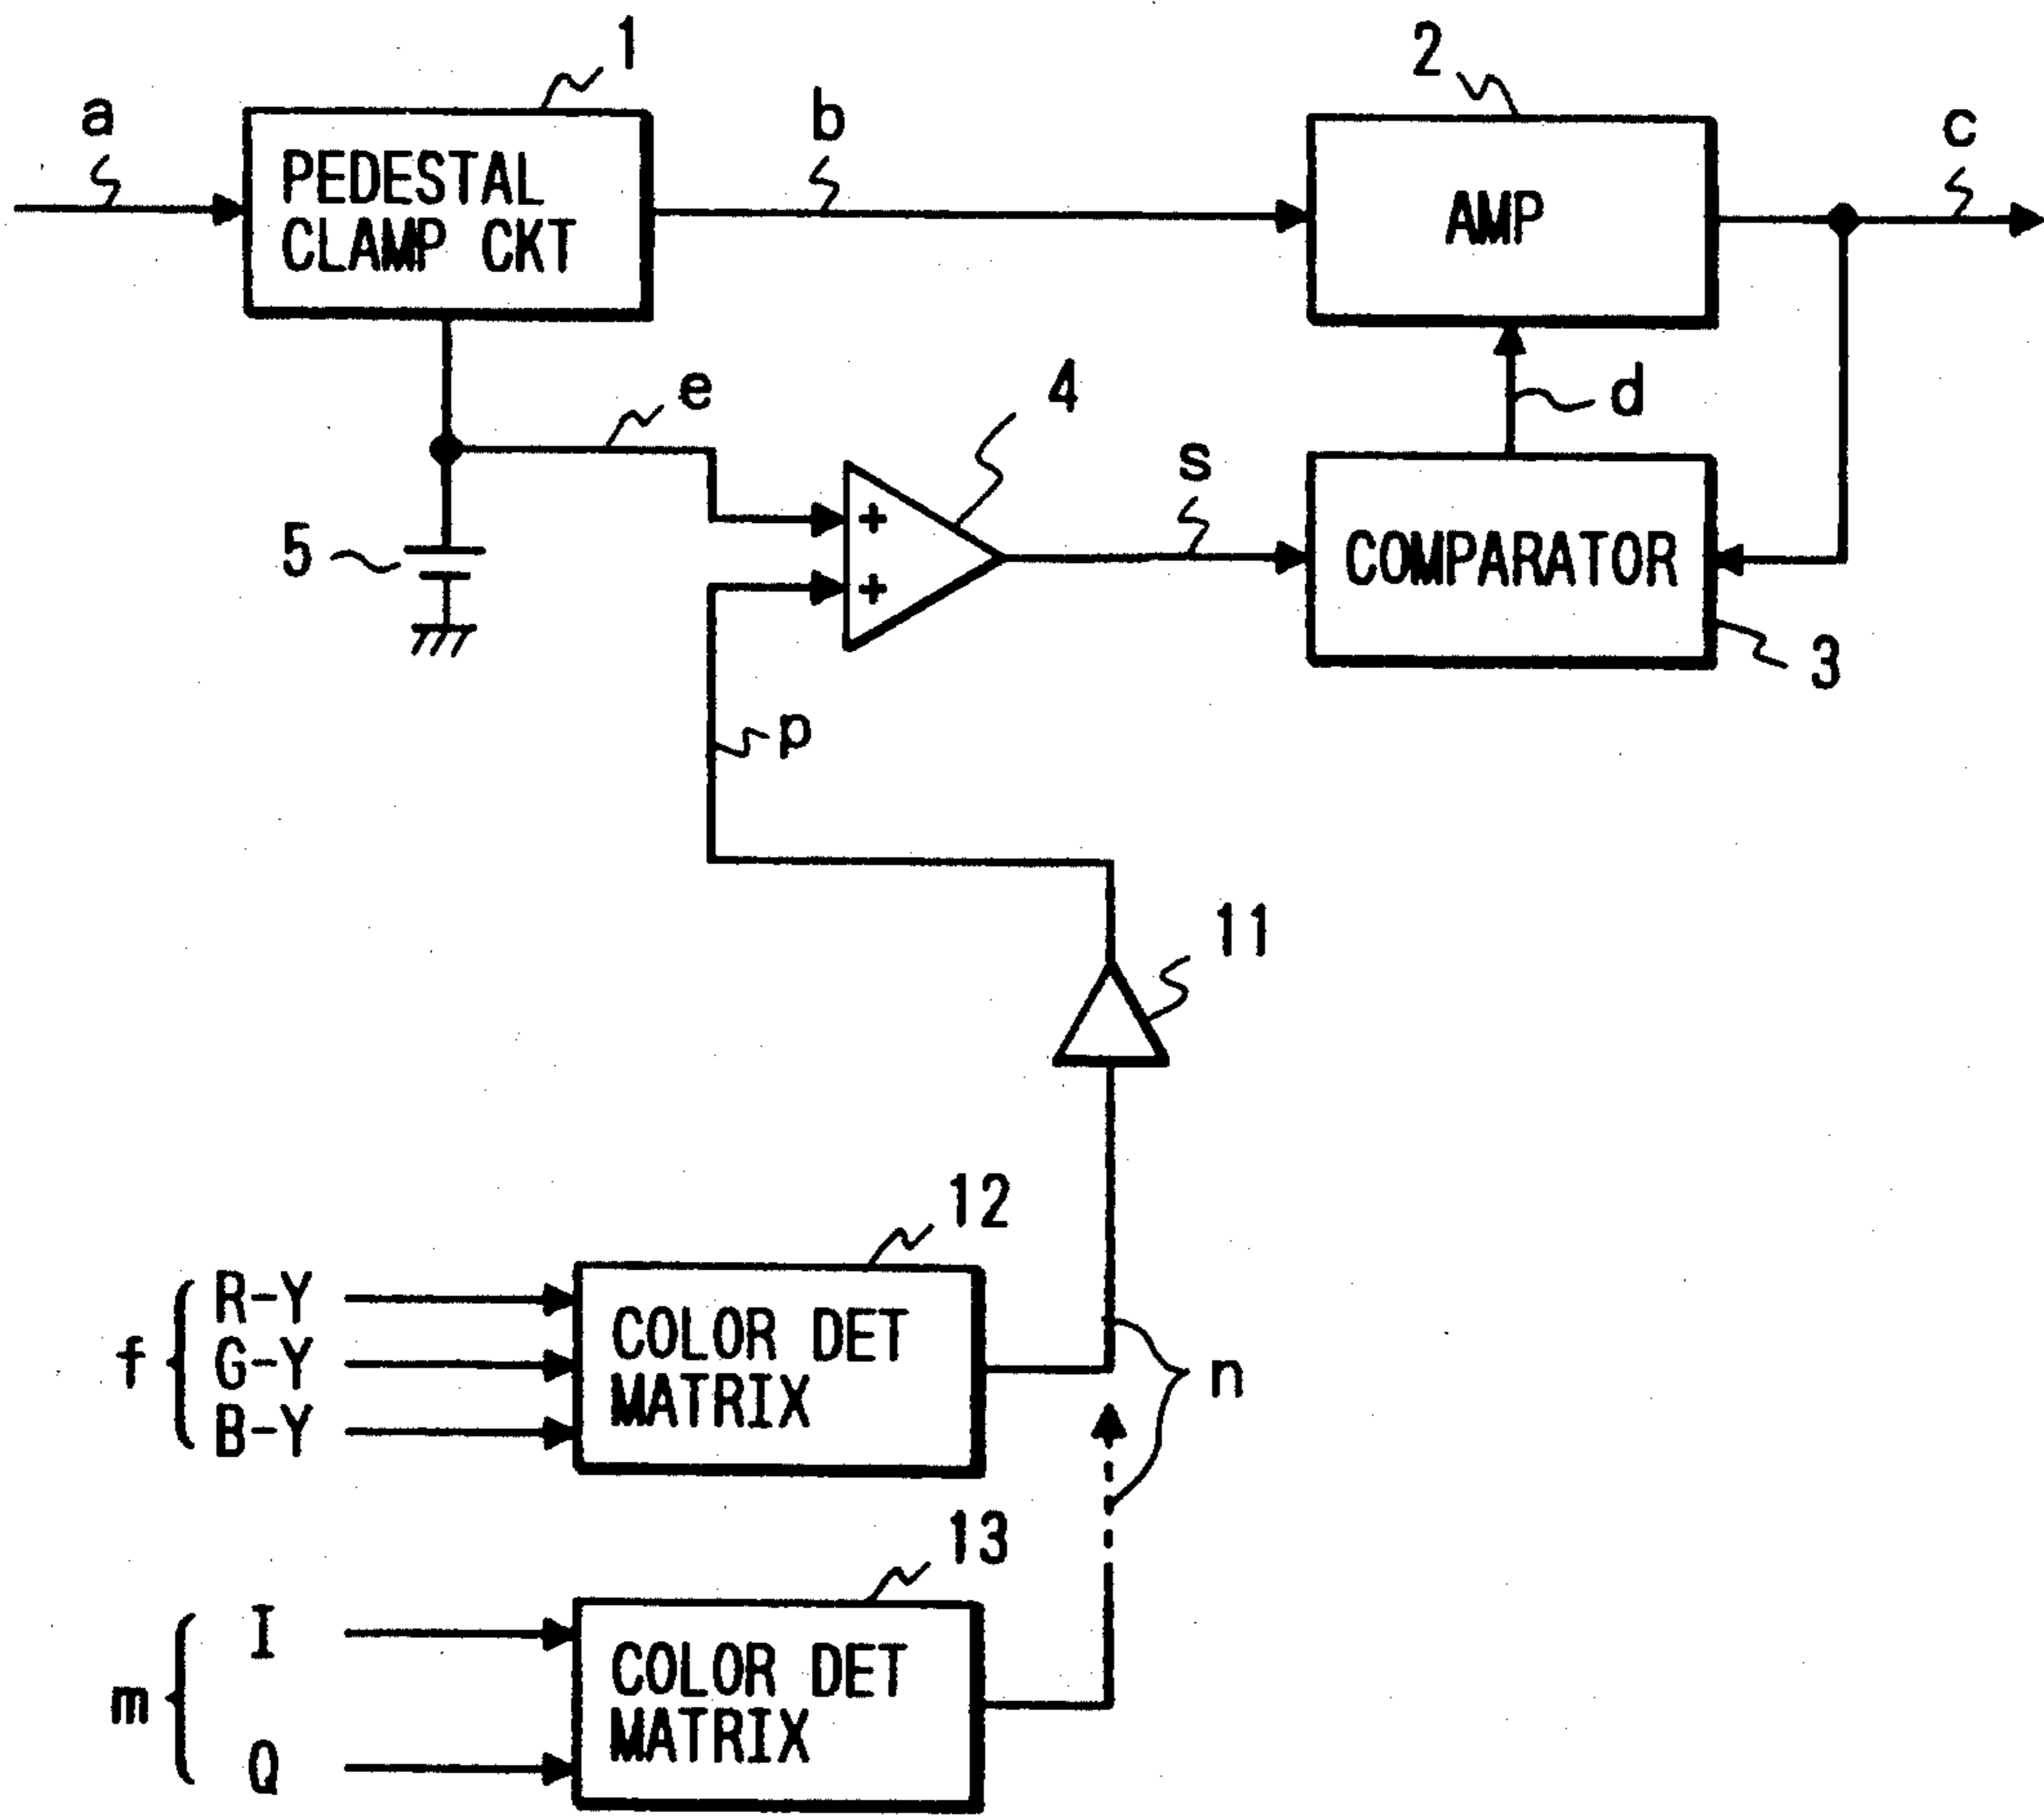 1
2
a
b
c
PEDESTAL
CLAMP CKT
AMP
e
4
d
s
5
+
+
COMPARATOR
3
p
11
12
f
R-Y
G-Y
B-Y
COLOR DET
MATRIX
n
13
m
I
Q
COLOR DET
MATRIX